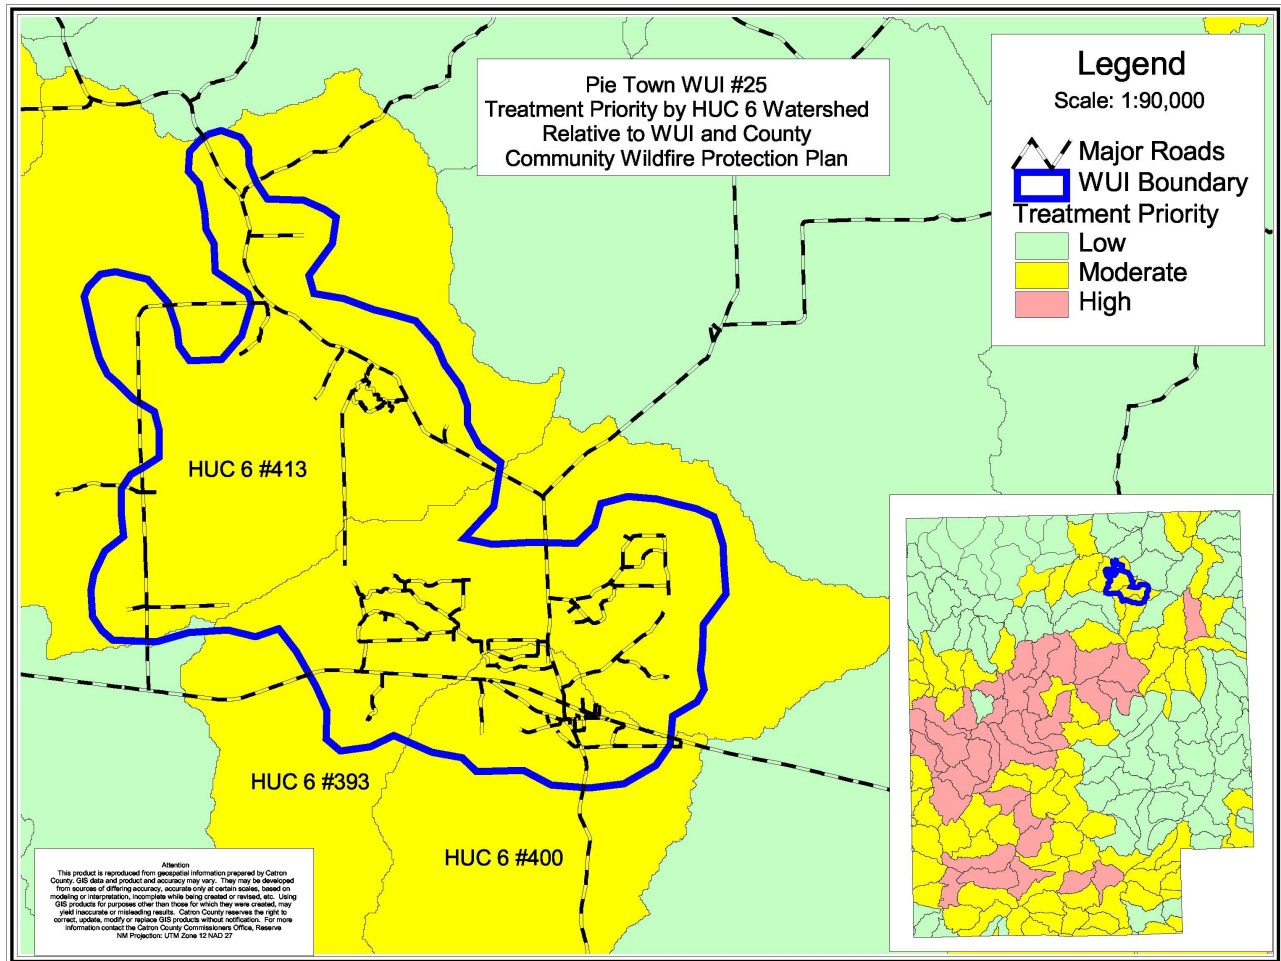 Pie Town WUI #25
Treatment Priority by HUC 6 Watershed
Relative to WUI and County
Community Wildfire Protection Plan
Legend
Scale: 1:90,000
Major Roads
WUI Boundary
Treatment Priority
Low
Moderate
High
HUC 6 #413
HUC 6 #393
HUC 6 #400
Attention
This product is reproduced from geospatial information prepared by Catron
County. GIS data and product and accuracy may vary. They may be developed
from sources of differing accuracy, accurate only at certain scales, based on
modeling or interpretation, incomplete while being created or revised, etc. Using
GIS products for purposes other than those for which they were created, may
yield inaccurate or misleading results. Catron County reserves the right to
correct, update, modify or replace GIS products without notification. For more
information contact the Catron County Commissioners Office, Reserve
NM Projection: UTM Zone 12 NAD 27